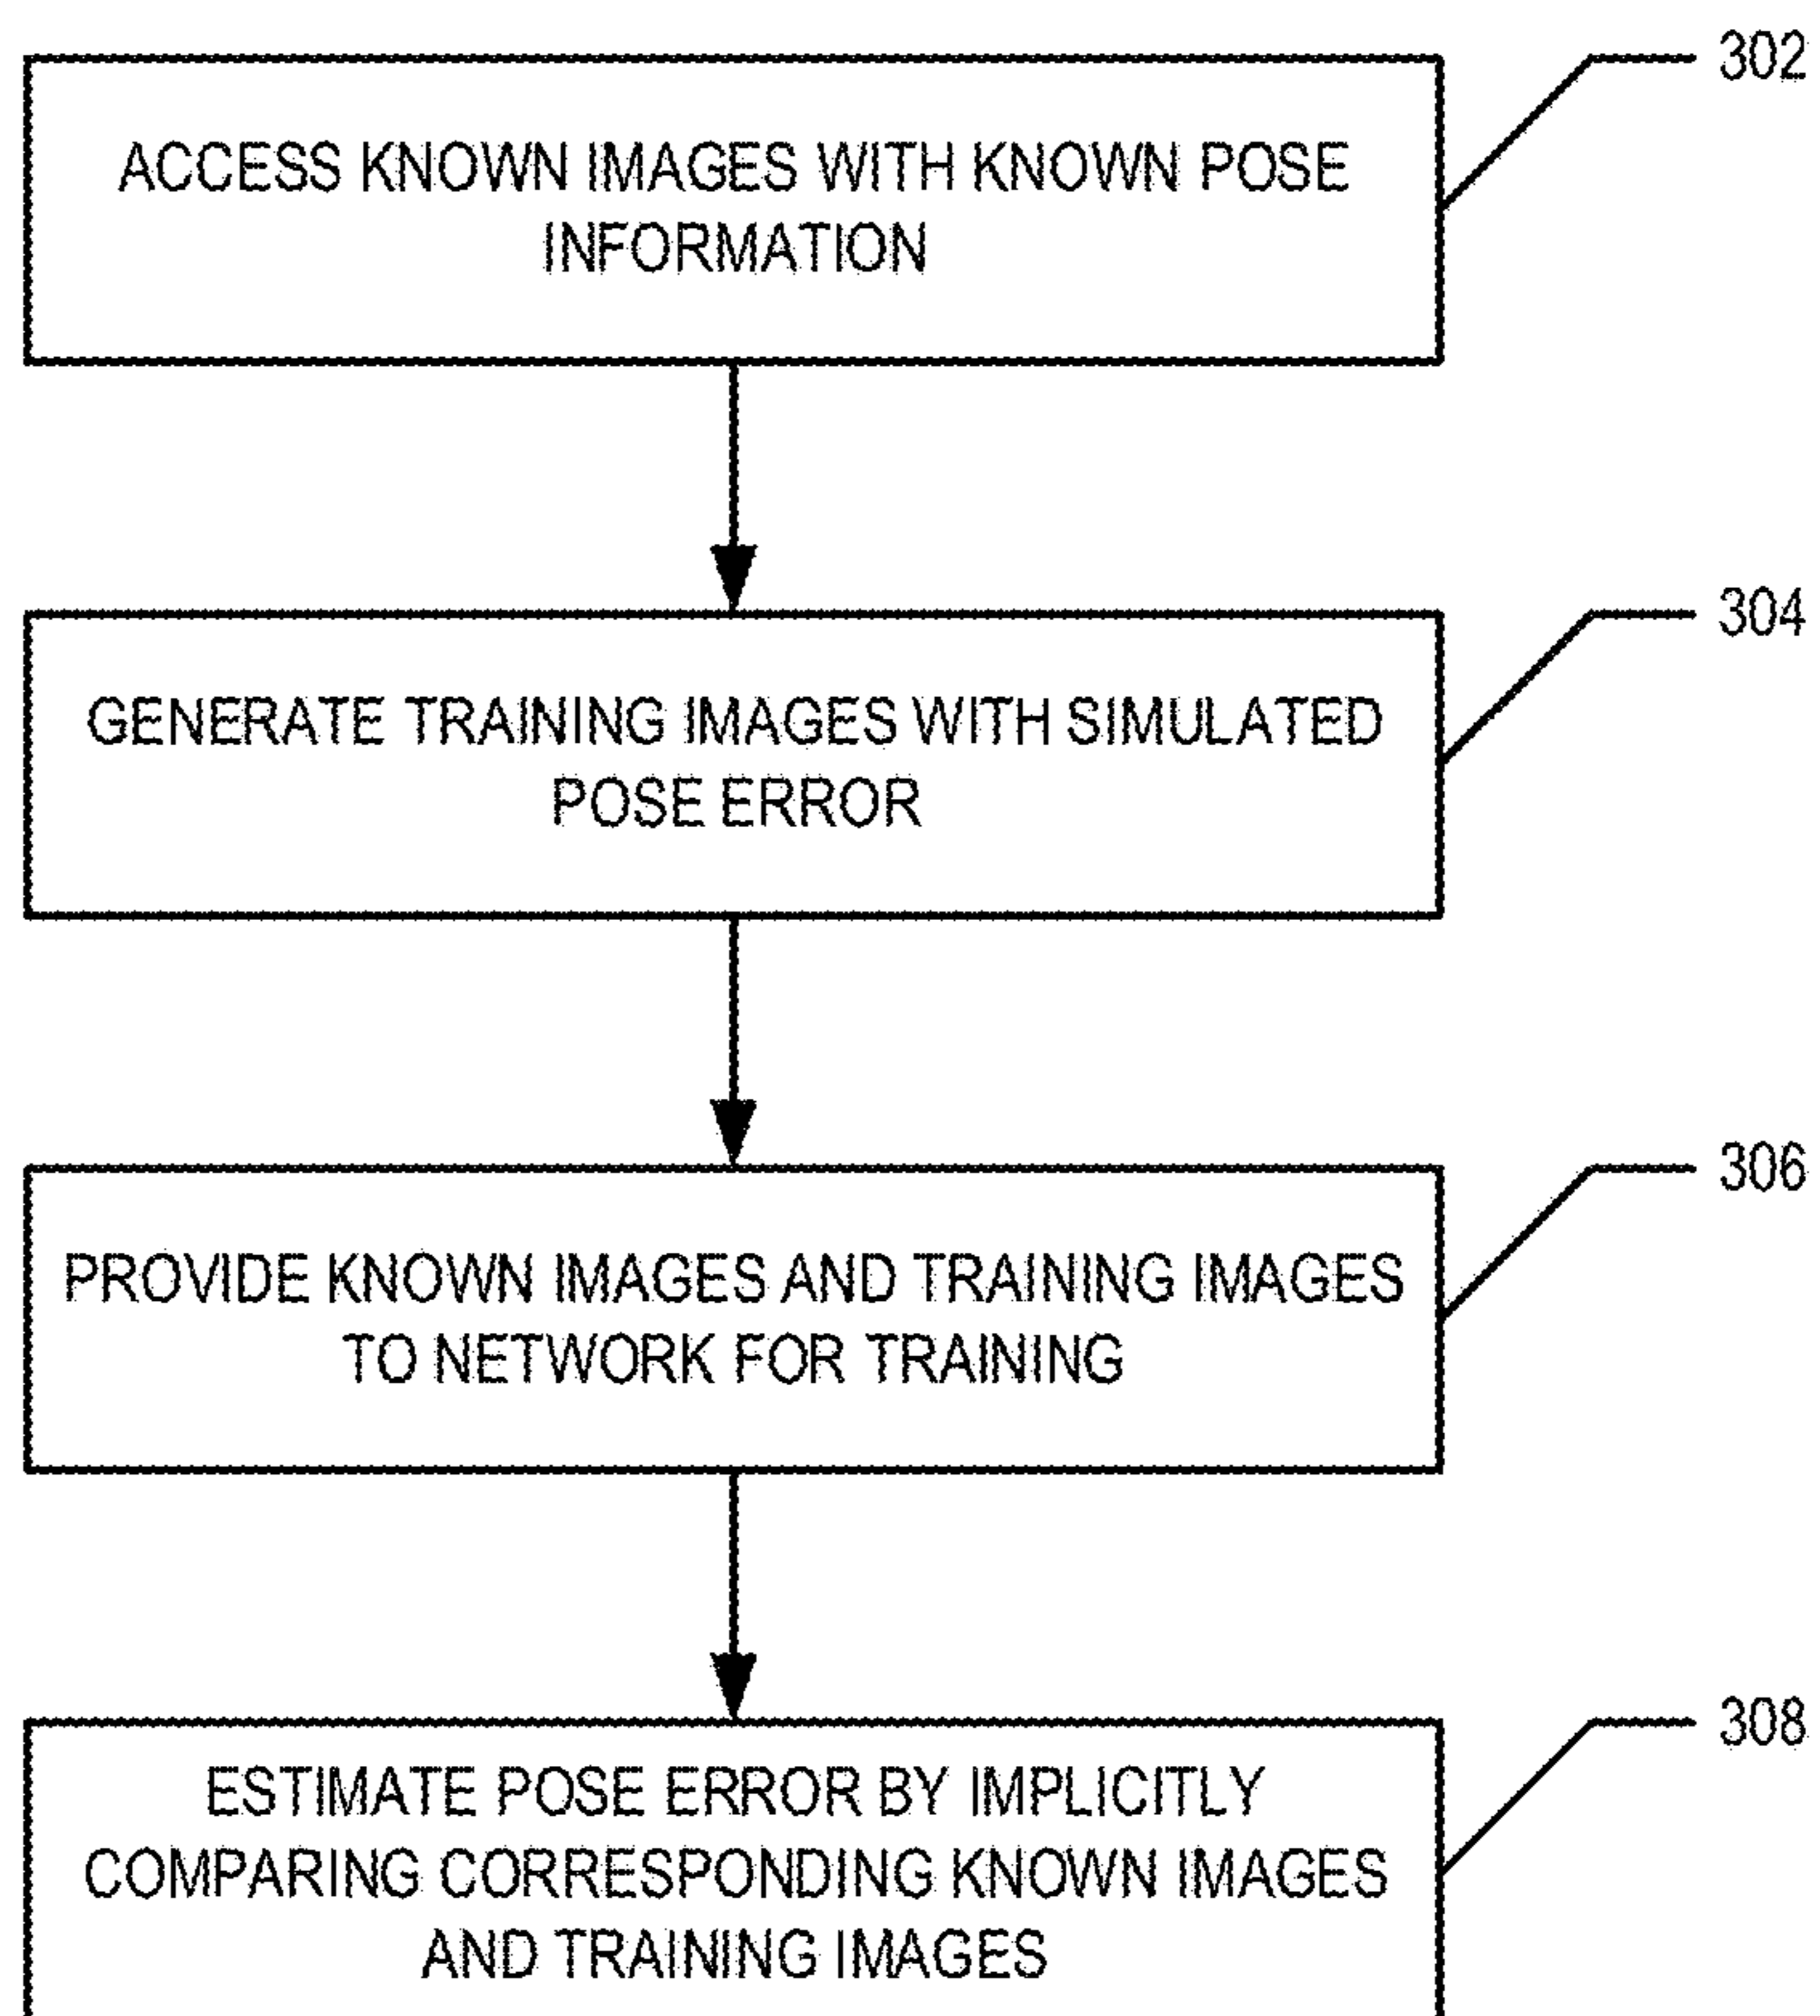 302
ACCESS KNOWN IMAGES WITH KNOWN POSE
INFORMATION
304
GENERATE TRAINING IMAGES WITH SIMULATED
POSE ERROR
306
PROVIDE KNOWN IMAGES AND TRAINING IMAGES
TO NETWORK FOR TRAINING
308
ESTIMATE POSE ERROR BY IMPLICITLY
COMPARING CORRESPONDING KNOWN IMAGES
AND TRAINING IMAGES